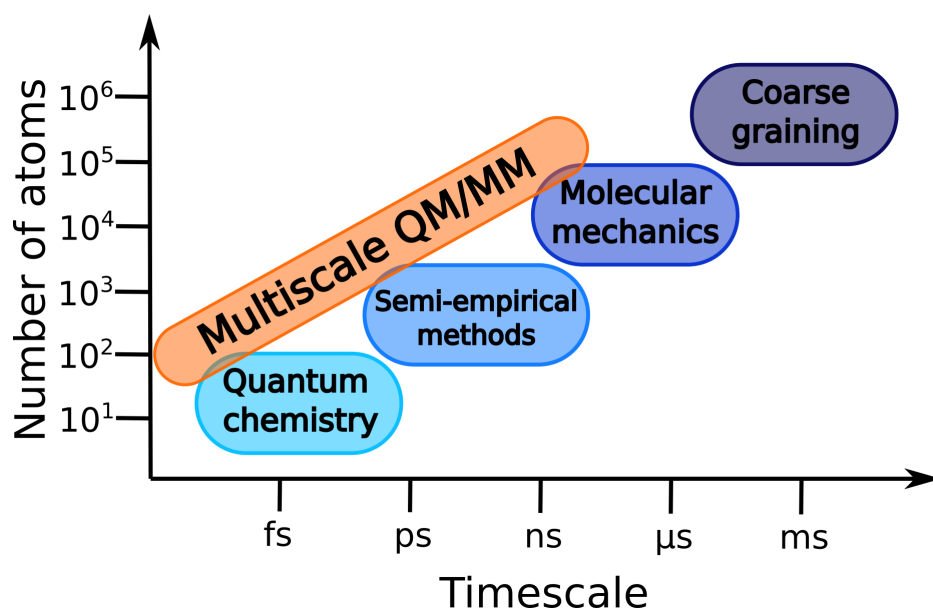 Number of atoms
10⁶
10⁵
10⁴
10³
10²
10¹
Multiscale QM/MM
Coarse
graining
Molecular
mechanics
Semi-empirical
methods
Quantum
chemistry
fs
ps
ns
µs
ms
Timescale